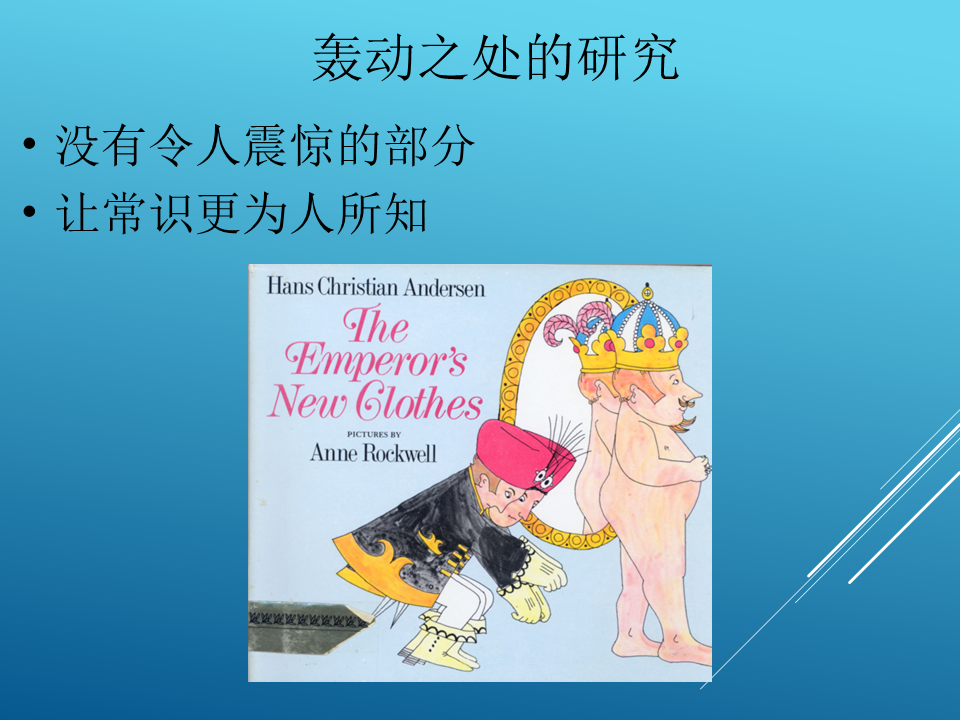 轰动之处的研究
• 没有令人震惊的部分
• 让常识更为人所知
Hans Christian Andersen
The
Emperor's
New Clothes
PICTURES BY
Anne Rockwell